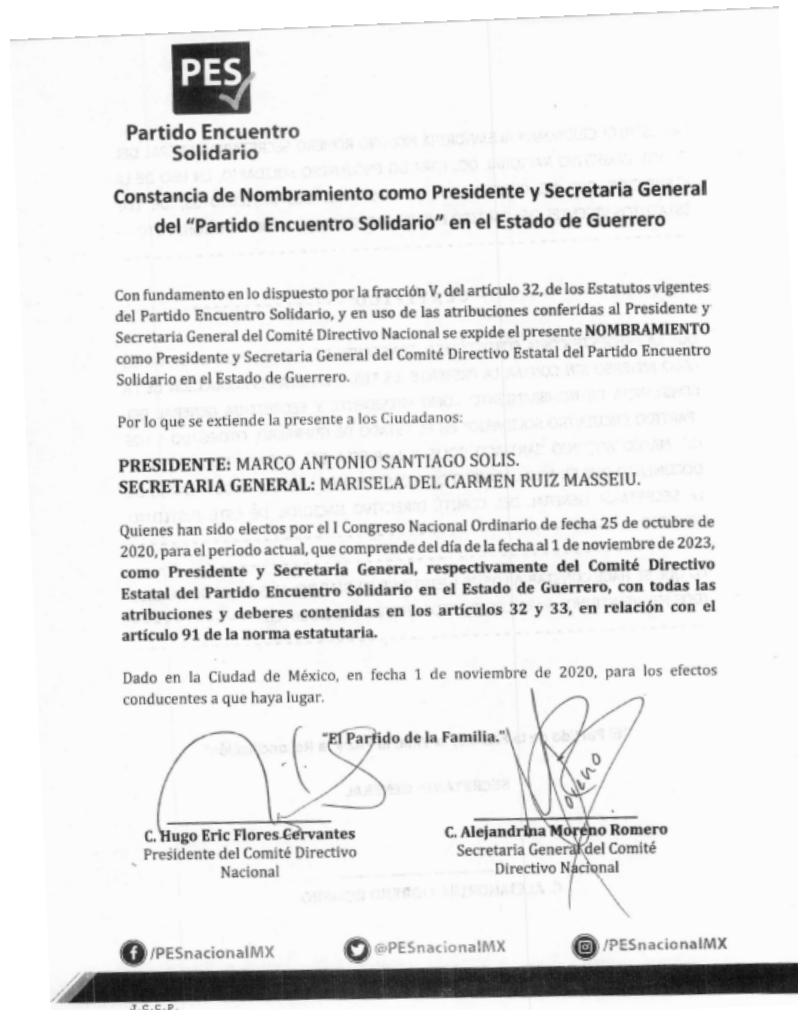 PES
Partido Encuentro
Solidario
Constancia de Nombramiento como Presidente y Secretaria General
del “Partido Encuentro Solidario” en el Estado de Guerrero
Con fundamento en lo dispuesto por la fracción V, del artículo 32, de los Estatutos vigentes
del Partido Encuentro Solidario, y en uso de las atribuciones conferidas al Presidente y
Secretaria General del Comité Directivo Nacional se expide el presente NOMBRAMIENTO
como Presidente y Secretaria General del Comité Directivo Estatal del Partido Encuentro
Solidario en el Estado de Guerrero.
Por lo que se extiende la presente a los Ciudadanos:
PRESIDENTE: MARCO ANTONIO SANTIAGO SOLIS.
SECRETARIA GENERAL: MARISELA DEL CARMEN RUIZ MASSEIU.
Quienes han sido electos por el I Congreso Nacional Ordinario de fecha 25 de octubre de
2020, para el periodo actual, que comprende del día de la fecha al 1 de noviembre de 2023,
como Presidente y Secretaria General, respectivamente del Comité Directivo
Estatal del Partido Encuentro Solidario en el Estado de Guerrero, con todas las
atribuciones y deberes contenidas en los artículos 32 y 33, en relación con el
artículo 91 de la norma estatutaria.
Dado en la Ciudad de México, en fecha 1 de noviembre de 2020, para los efectos
conducentes a que haya lugar.
"El Partido de la Familia."
C. Hugo Eric Flores Cervantes
Presidente del Comité Directivo
Nacional
C. Alejandrina Moreno Romero
Secretaria General del Comité
Directivo Nacional
/PESnacionalMX
@PESnacionalMX
/PESnacionalMX
J.C.C.P.